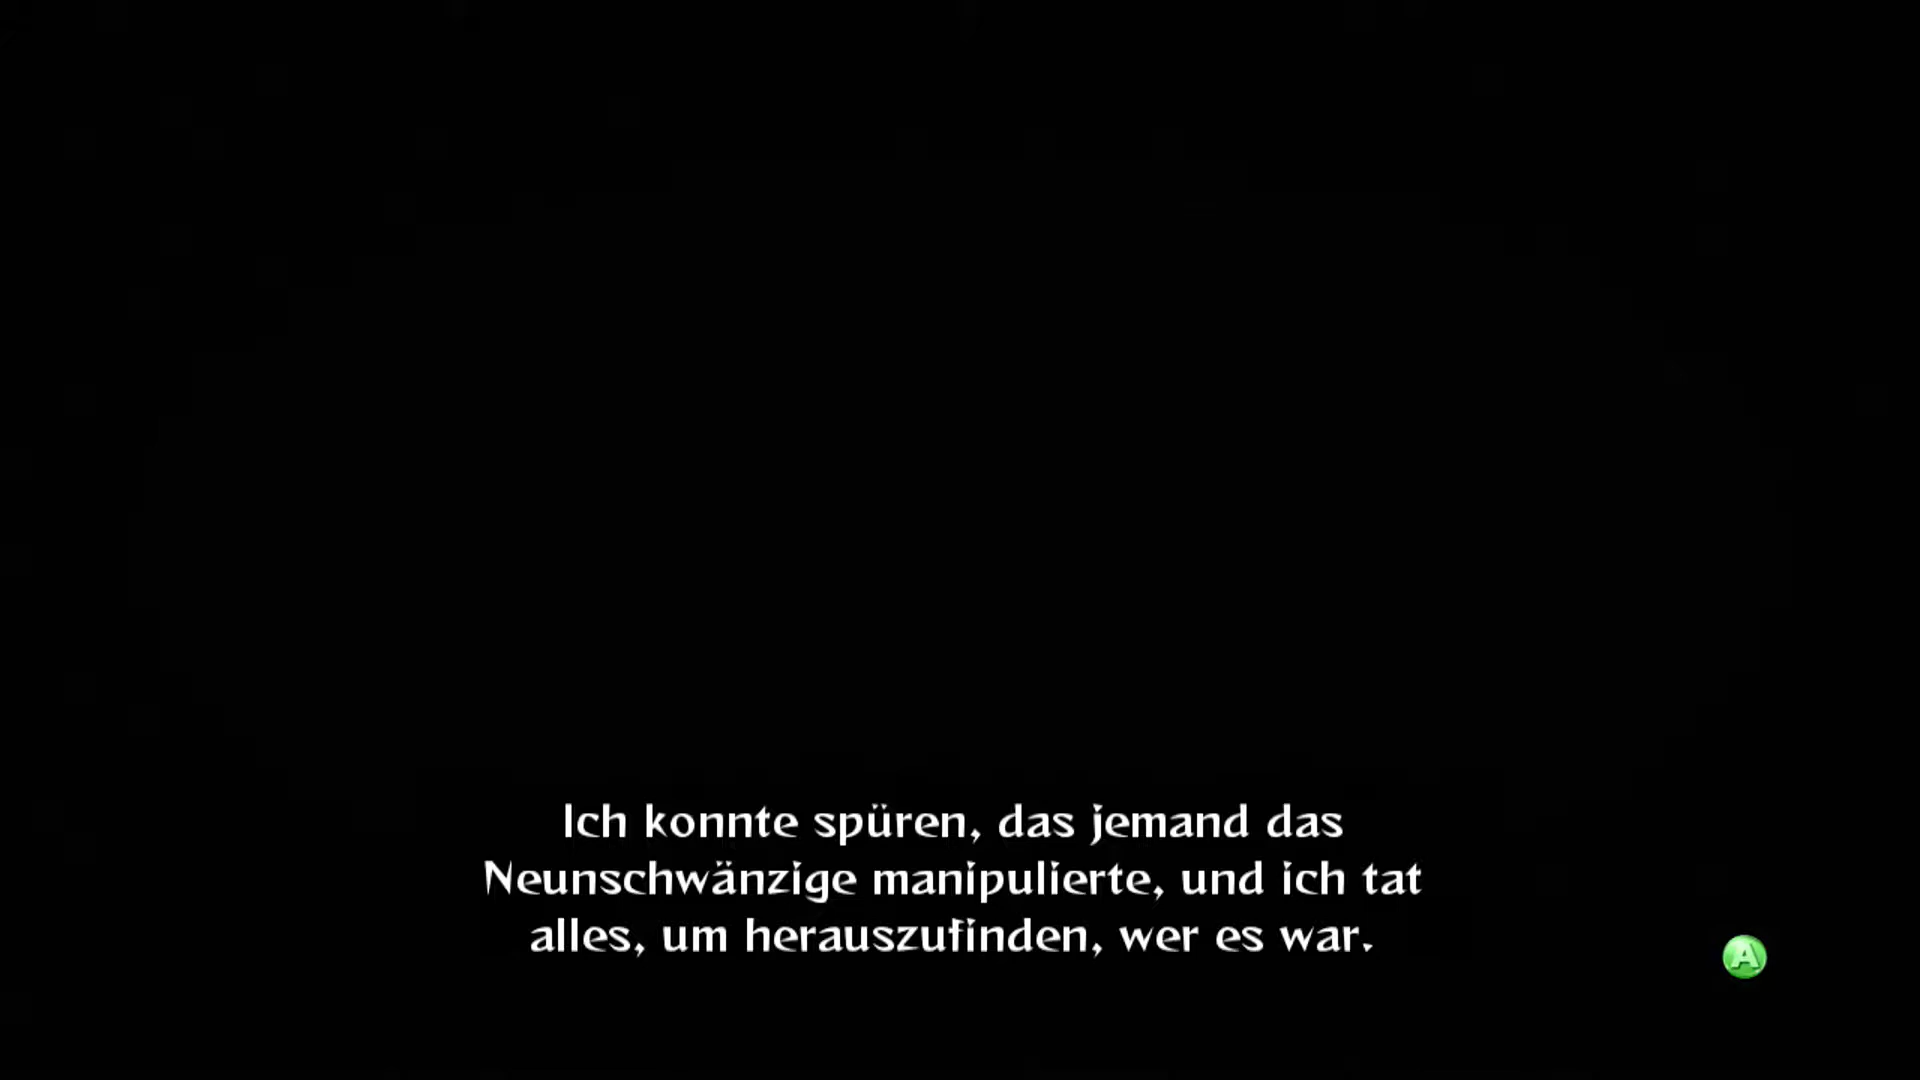 Ich konnte spüren, das jemand das
Neunschwänzige manipulierte, und ich tat
alles, um herauszufinden, wer es war.
A